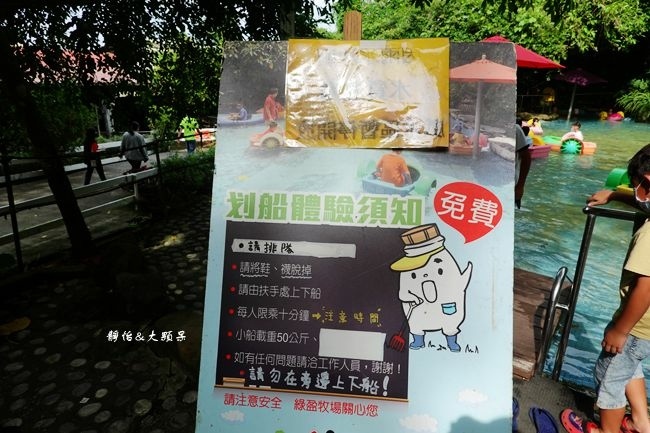 划船體驗須知
免費
•請排隊
•請將鞋、襪脫掉
•請由扶手處上下船
•每人限乘十分鐘→注意時間
•小船載重50公斤、
•如有任何問題請洽工作人員,謝謝!
•請勿在旁邊上下船!
請注意安全 綠盈牧場關心您
靜怡&大顆呆